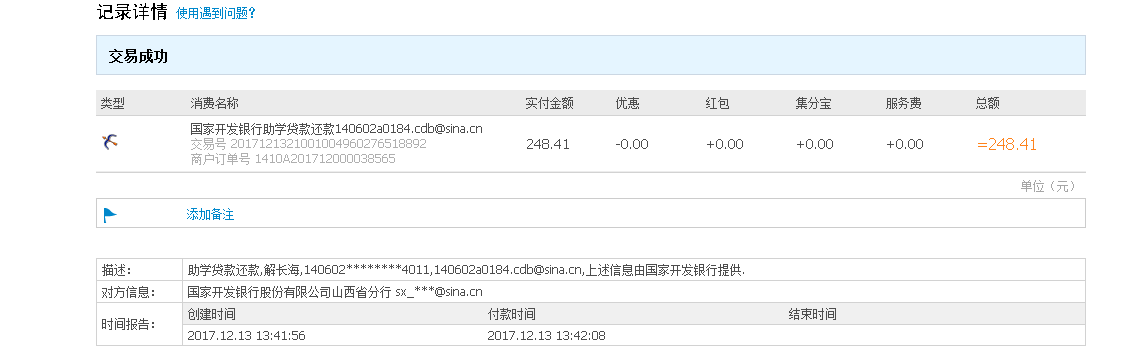 记录详情 使用遇到问题?
交易成功
类型 消费名称 实付金额 优惠 红包 集分宝 服务费 总额
国家开发银行助学贷款还款140602a0184.cdb@sina.cn
交易号 2017121321001004960276518892
商户订单号 1410A201712000038565
248.41 -0.00 +0.00 +0.00 +0.00 =248.41
单位（元）
添加备注
描述： 助学贷款还款,解长海,140602********4011,140602a0184.cdb@sina.cn,上述信息由国家开发银行提供.
对方信息： 国家开发银行股份有限公司山西省分行 sx_***@sina.cn
时间报告： 创建时间 付款时间 结束时间
2017.12.13 13:41:56 2017.12.13 13:42:08